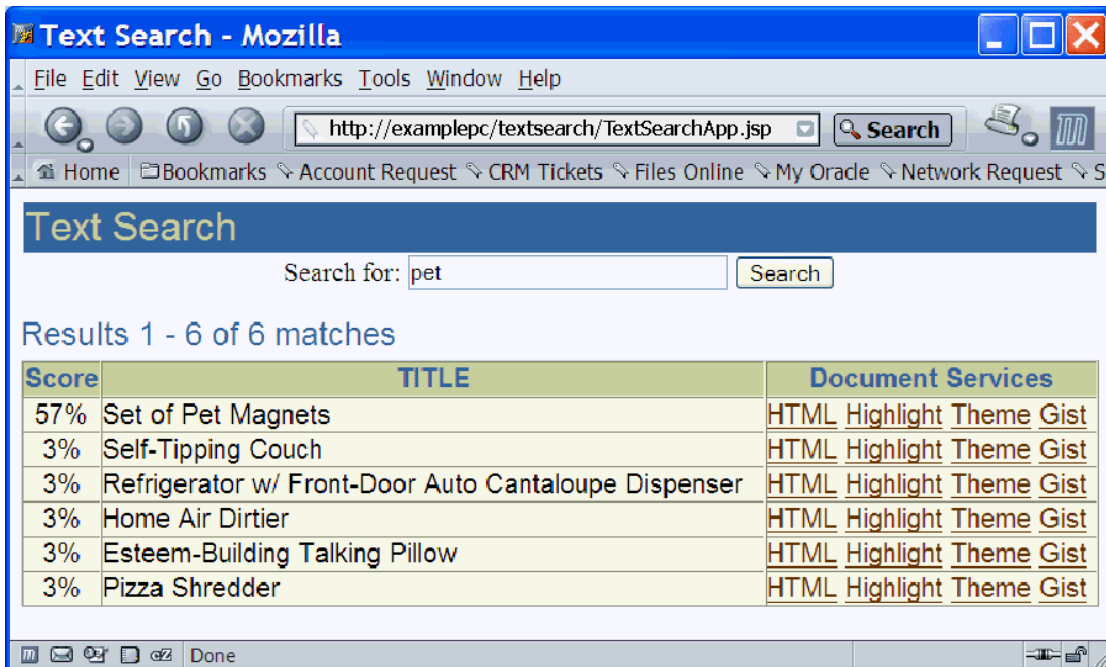 Text Search - Mozilla
File Edit View Go Bookmarks Tools Window Help
http://examplepc/textsearch/TextSearchApp.jsp Search
Home Bookmarks Account Request CRM Tickets Files Online My Oracle Network Request S
Text Search
Search for: pet Search
Results 1 - 6 of 6 matches
Score TITLE Document Services
57% Set of Pet Magnets HTML Highlight Theme Gist
3% Self-Tipping Couch HTML Highlight Theme Gist
3% Refrigerator w/ Front-Door Auto Cantaloupe Dispenser HTML Highlight Theme Gist
3% Home Air Dirtier HTML Highlight Theme Gist
3% Esteem-Building Talking Pillow HTML Highlight Theme Gist
3% Pizza Shredder HTML Highlight Theme Gist
Done